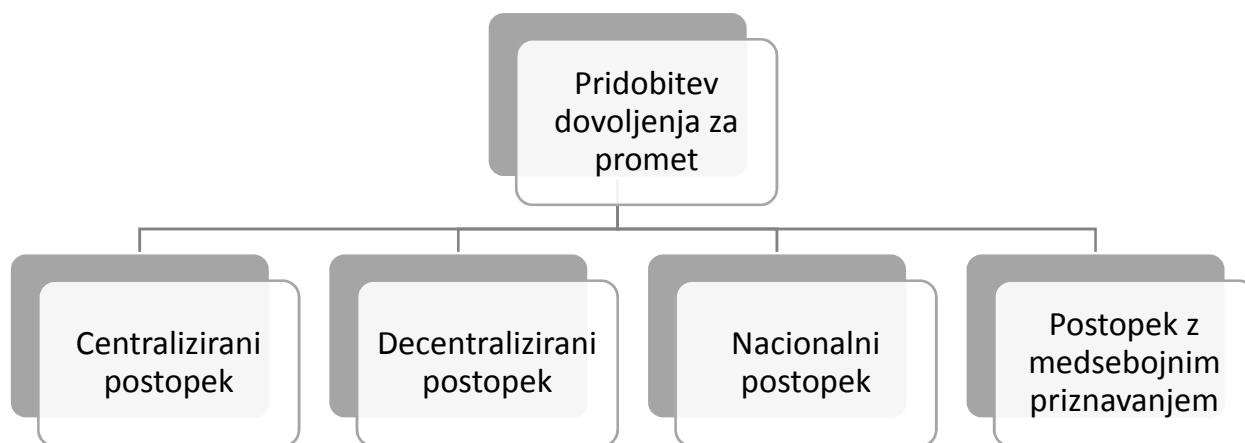 Pridobitev
dovoljenja za
promet
Centralizirani
postopek
Decentralizirani
postopek
Nacionalni
postopek
Postopek z
medsebojnim
priznavanjem